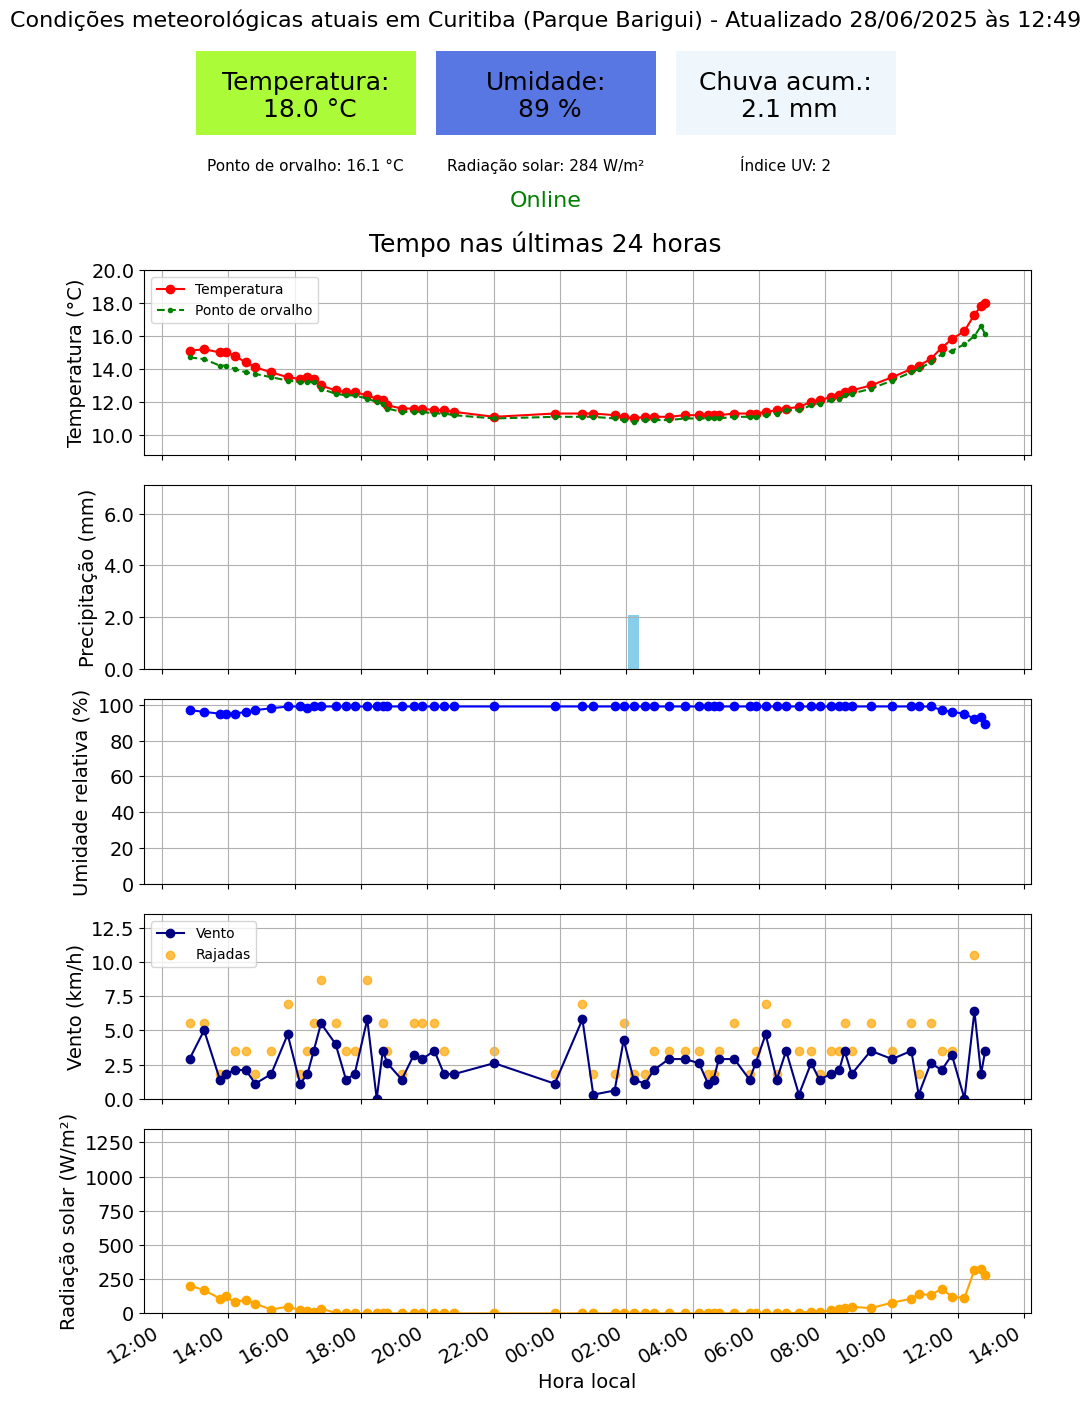 Condições meteorológicas atuais em Curitiba (Parque Barigui) - Atualizado 28/06/2025 às 12:49
Temperatura:
18.0 °C
Umidade:
89 %
Chuva acum.:
2.1 mm
Ponto de orvalho: 16.1 °C
Radiação solar: 284 W/m²
Índice UV: 2
Online
Tempo nas últimas 24 horas
Temperatura (°C)
20.0
18.0
16.0
14.0
12.0
10.0
Temperatura
Ponto de orvalho
Precipitação (mm)
6.0
4.0
2.0
0.0
Umidade relativa (%)
100
80
60
40
20
0
Vento (km/h)
12.5
10.0
7.5
5.0
2.5
0.0
Vento
Rajadas
Radiação solar (W/m²)
1250
1000
750
500
250
0
12:00
14:00
16:00
18:00
20:00
22:00
00:00
02:00
04:00
06:00
08:00
10:00
12:00
14:00
Hora local